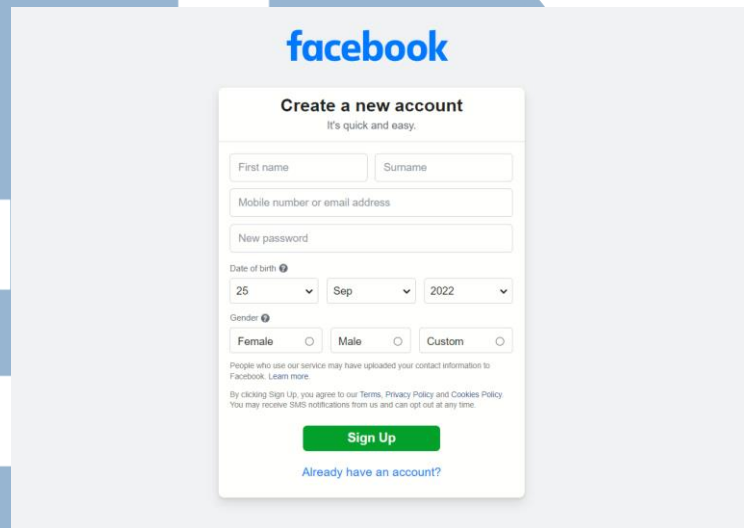 facebook
Create a new account
It's quick and easy.
First name Surname
Mobile number or email address
New password
Date of birth
25 Sep 2022
Gender
Female Male Custom
People who use our service may have uploaded your contact information to
Facebook. Learn more.
By clicking Sign Up, you agree to our Terms, Privacy Policy and Cookies Policy.
You may receive SMS notifications from us and can opt out at any time.
Sign Up
Already have an account?